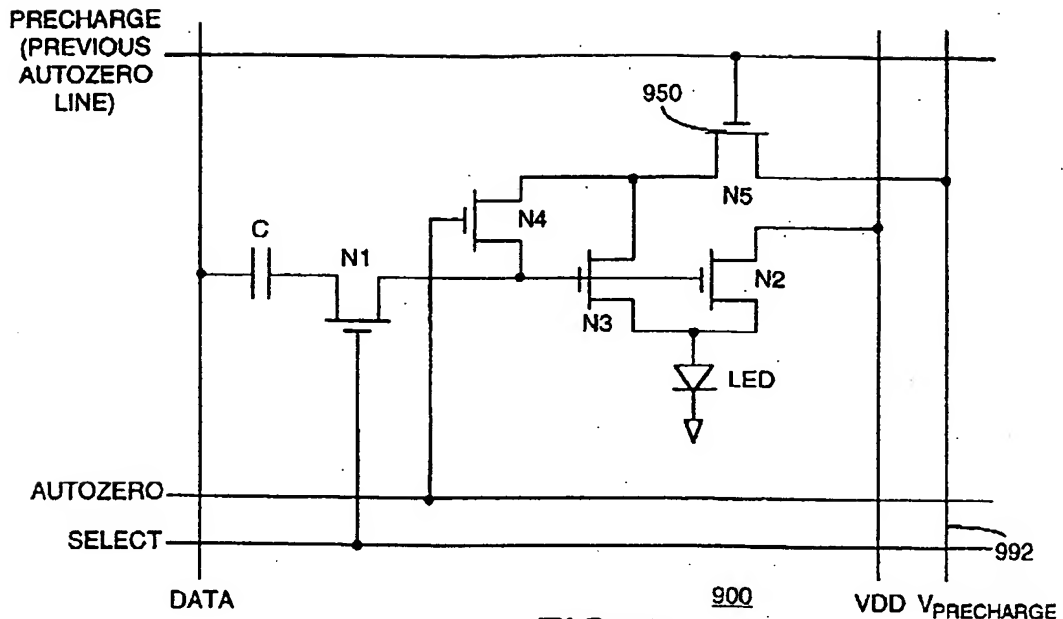 PRECHARGE
(PREVIOUS
AUTOZERO
LINE)
950
N5
N4
C
N1
N2
N3
LED
AUTOZERO
SELECT
992
DATA
900
VDD
VPRECHARGE